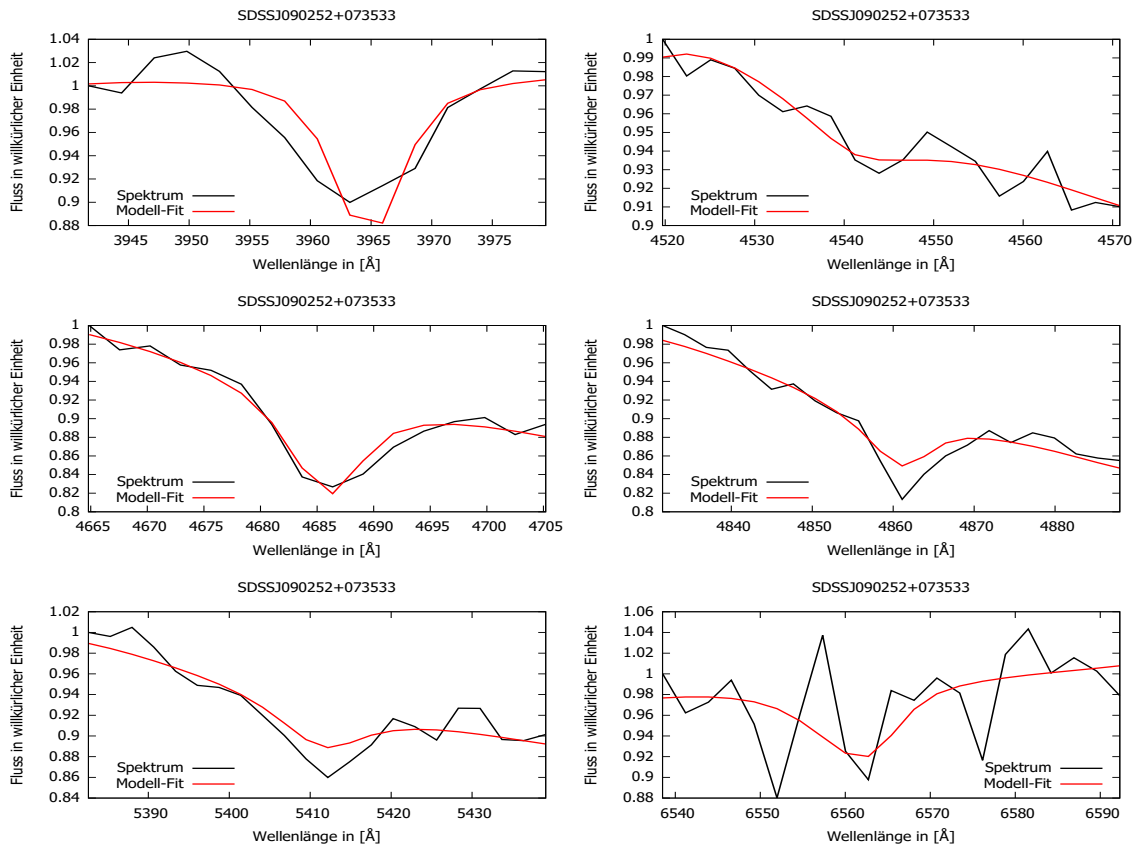 SDSSJ090252+073533
Fluss in willkürlicher Einheit
1.04
1
0.96
0.92
0.9
0.88
Spektrum
Modell-Fit
3945 3950 3955 3960 3965 3970 3975
Wellenlänge in [Å]
SDSSJ090252+073533
Fluss in willkürlicher Einheit
1
0.99
0.98
0.97
0.96
0.95
0.94
0.93
0.92
0.91
0.9
Spektrum
Modell-Fit
4520 4530 4540 4550 4560 4570
Wellenlänge in [Å]
SDSSJ090252+073533
Fluss in willkürlicher Einheit
1
0.98
0.96
0.94
0.92
0.9
0.88
0.86
0.84
0.82
0.8
Spektrum
Modell-Fit
4665 4670 4675 4680 4685 4690 4695 4700 4705
Wellenlänge in [Å]
SDSSJ090252+073533
Fluss in willkürlicher Einheit
1
0.98
0.96
0.94
0.92
0.9
0.88
0.86
0.84
0.82
0.8
Spektrum
Modell-Fit
4840 4850 4860 4870 4880
Wellenlänge in [Å]
SDSSJ090252+073533
Fluss in willkürlicher Einheit
1.02
1
0.98
0.94
0.92
0.9
0.86
0.84
Spektrum
Modell-Fit
5390 5400 5410 5420 5430
Wellenlänge in [Å]
SDSSJ090252+073533
Fluss in willkürlicher Einheit
1.06
1.04
1.02
1
0.98
0.96
0.94
0.92
0.9
0.88
Spektrum
Modell-Fit
6540 6550 6560 6570 6580 6590
Wellenlänge in [Å]